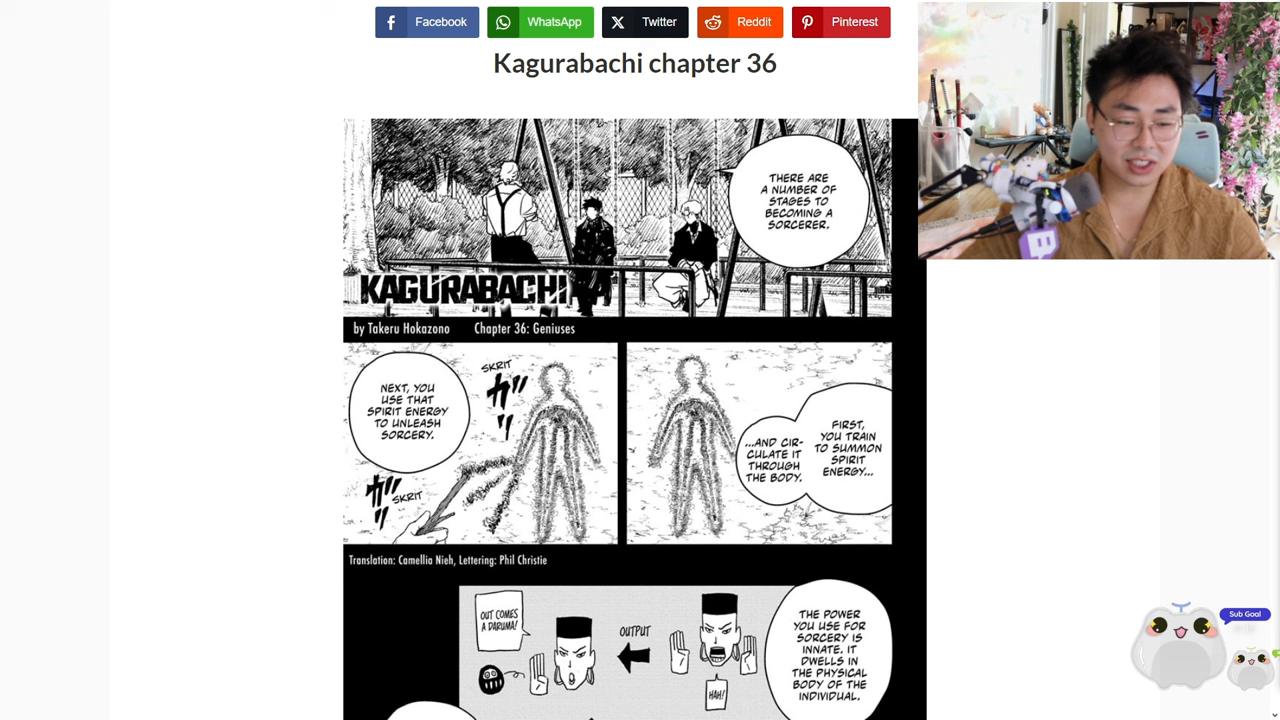 Facebook
WhatsApp
Twitter
Reddit
Pinterest
Kagurabachi chapter 36
THERE ARE
A NUMBER OF
STAGES TO
BECOMING A
SORCERER.
KAGURABACHI
by Takeru Hokazono Chapter 36: Geniuses
FIRST,
YOU TRAIN
TO SUMMON
SPIRIT
ENERGY...
...AND CIR-
CULATE IT
THROUGH
THE BODY.
NEXT, YOU
USE THAT
SPIRIT ENERGY
TO UNLEASH
SORCERY.
SKRIT
ガリ
ガリ
SKRIT
Translation: Camellia Nieh, Lettering: Phil Christie
THE POWER
YOU USE FOR
SORCERY IS
INNATE. IT
DWELLS IN
THE PHYSICAL
BODY OF THE
INDIVIDUAL.
HAH!
OUTPUT
OUT COMES
A DARUMA!
Sub Goal